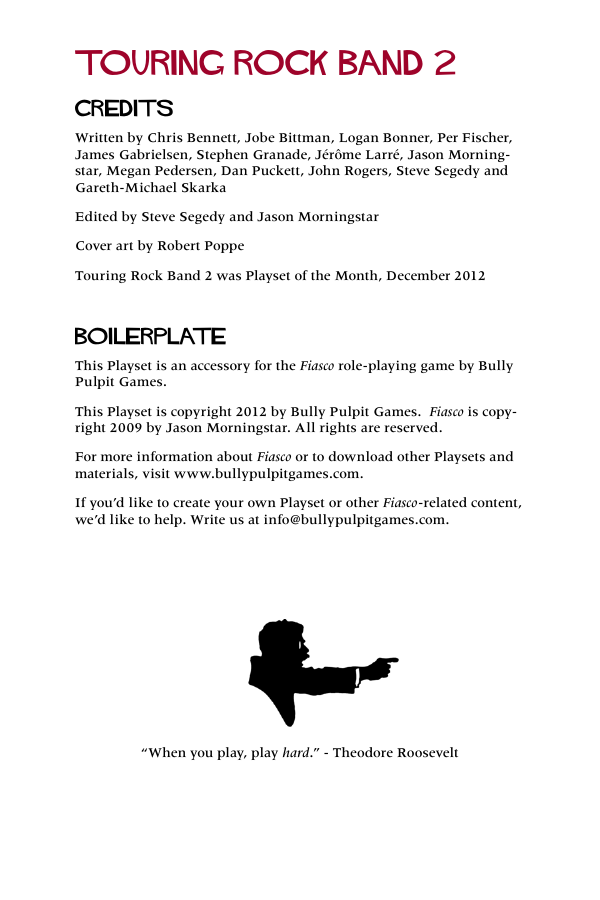 TOURING ROCK BAND 2
CREDITS
Written by Chris Bennett, Jobe Bittman, Logan Bonner, Per Fischer,
James Gabrielsen, Stephen Granade, Jérôme Larré, Jason Morning-
star, Megan Pedersen, Dan Puckett, John Rogers, Steve Segedy and
Gareth-Michael Skarka
Edited by Steve Segedy and Jason Morningstar
Cover art by Robert Poppe
Touring Rock Band 2 was Playset of the Month, December 2012
BOILERPLATE
This Playset is an accessory for the Fiasco role-playing game by Bully
Pulpit Games.
This Playset is copyright 2012 by Bully Pulpit Games.  Fiasco is copy-
right 2009 by Jason Morningstar. All rights are reserved.
For more information about Fiasco or to download other Playsets and
materials, visit www.bullypulpitgames.com.
If you’d like to create your own Playset or other Fiasco-related content,
we’d like to help. Write us at info@bullypulpitgames.com.
“When you play, play hard.” - Theodore Roosevelt